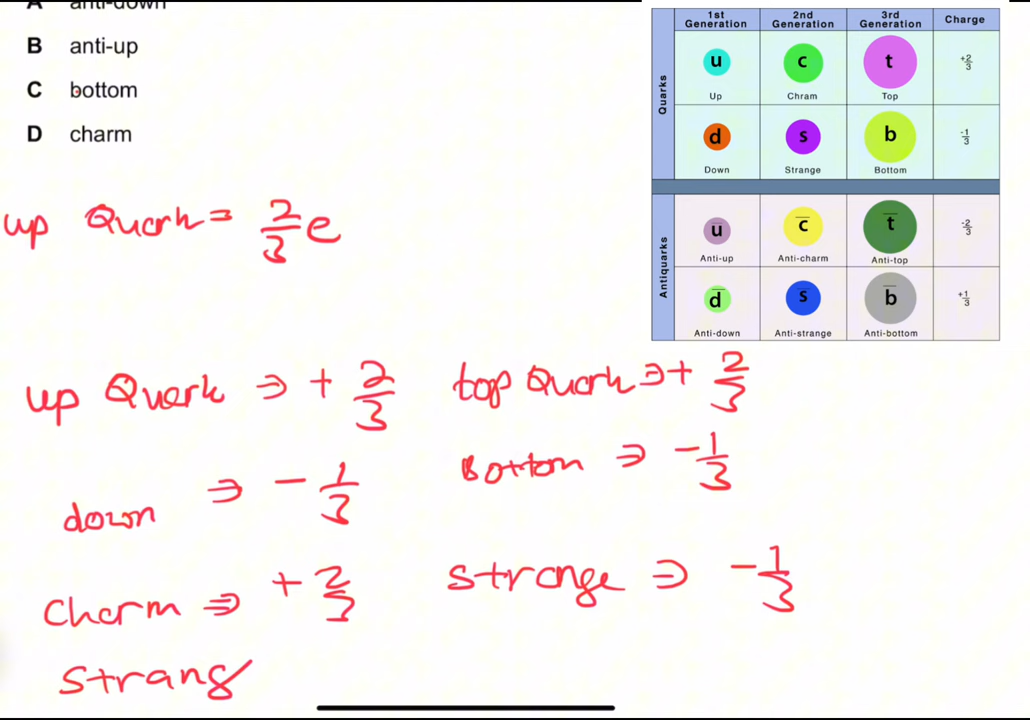 A anti-down
B anti-up
C bottom
D charm
up Quark = 2/3 e
up Quark ⇒ + 2/3
top Quark ⇒ + 2/3
down ⇒ - 1/3
Bottom ⇒ - 1/3
Charm ⇒ + 2/3
strange ⇒ - 1/3
strang
1st Generation
2nd Generation
3rd Generation
Charge
Quarks
u
c
t
+2/3
Up
Chram
Top
d
s
b
-1/3
Down
Strange
Bottom
Antiquarks
u̅
c̅
t̅
-2/3
Anti-up
Anti-charm
Anti-top
d̅
s̅
b̅
+1/3
Anti-down
Anti-strange
Anti-bottom